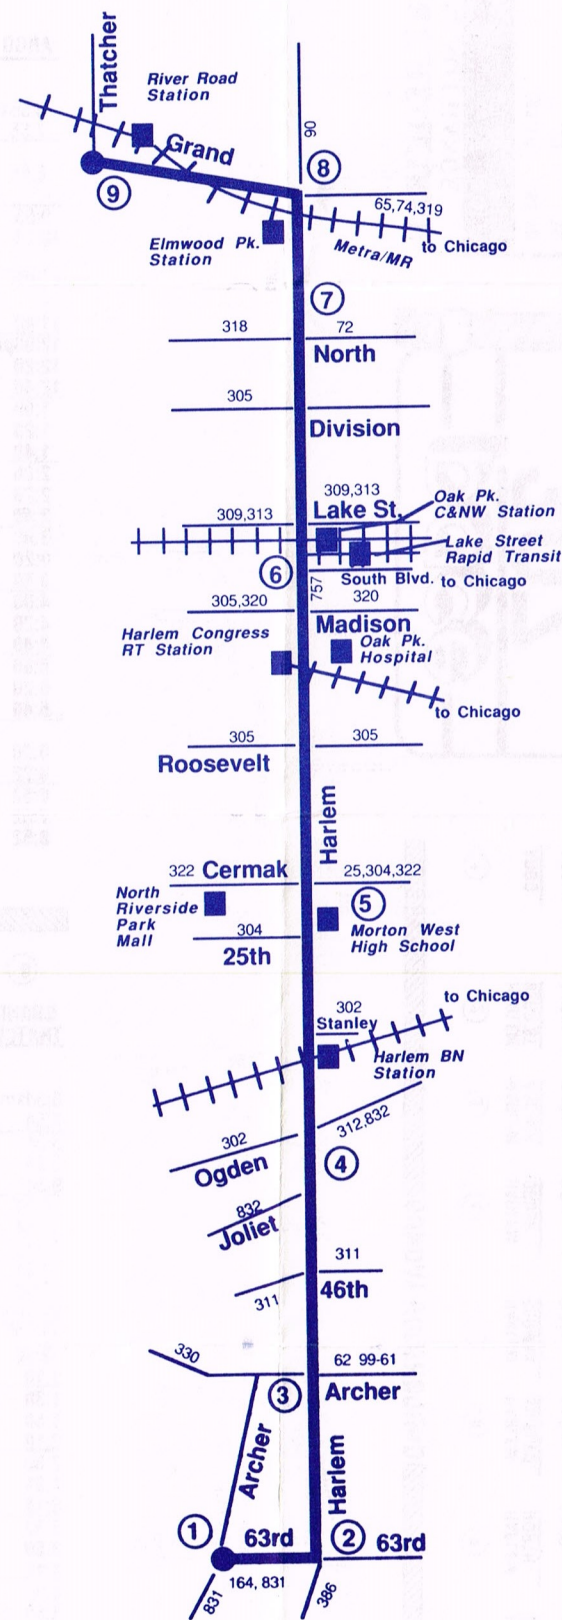 Thatcher
River Road
Station
Grand
90
8
9
65,74,319
Elmwood Pk.
Station
Metra/MR
to Chicago
7
318
72
North
305
Division
309,313
Lake St.
309,313
Oak Pk.
C&NW Station
Lake Street
Rapid Transit
6
757
South Blvd.
to Chicago
305,320
320
Madison
Harlem Congress
RT Station
Oak Pk.
Hospital
to Chicago
305
305
Roosevelt
Harlem
322
Cermak
25,304,322
North
Riverside
Park
Mall
5
304
25th
Morton West
High School
302
Stanley
to Chicago
Harlem BN
Station
302
Ogden
312,832
4
832
Joliet
311
46th
311
330
62 99-61
3
Archer
Archer
Harlem
1
63rd
2
63rd
164, 831
831
386